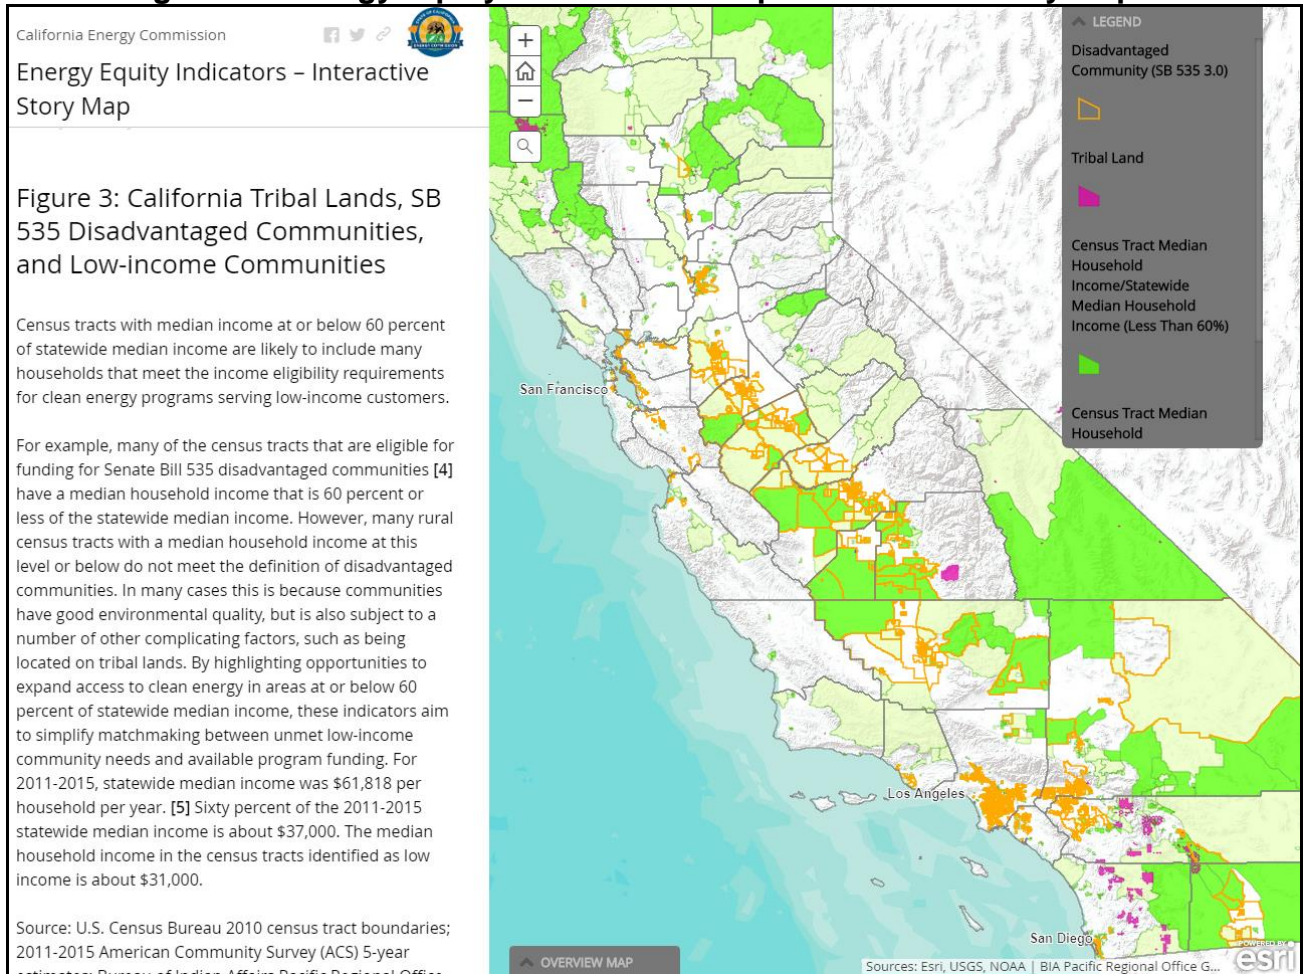 California Energy Commission
Energy Equity Indicators – Interactive
Story Map
Figure 3: California Tribal Lands, SB
535 Disadvantaged Communities,
and Low-income Communities
Census tracts with median income at or below 60 percent
of statewide median income are likely to include many
households that meet the income eligibility requirements
for clean energy programs serving low-income customers.
For example, many of the census tracts that are eligible for
funding for Senate Bill 535 disadvantaged communities [4]
have a median household income that is 60 percent or
less of the statewide median income. However, many rural
census tracts with a median household income at this
level or below do not meet the definition of disadvantaged
communities. In many cases this is because communities
have good environmental quality, but is also subject to a
number of other complicating factors, such as being
located on tribal lands. By highlighting opportunities to
expand access to clean energy in areas at or below 60
percent of statewide median income, these indicators aim
to simplify matchmaking between unmet low-income
community needs and available program funding. For
2011-2015, statewide median income was $61,818 per
household per year. [5] Sixty percent of the 2011-2015
statewide median income is about $37,000. The median
household income in the census tracts identified as low
income is about $31,000.
Source: U.S. Census Bureau 2010 census tract boundaries;
2011-2015 American Community Survey (ACS) 5-year
San Francisco
Los Angeles
San Diego
OVERVIEW MAP
LEGEND
Disadvantaged
Community (SB 535 3.0)
Tribal Land
Census Tract Median
Household
Income/Statewide
Median Household
Income (Less Than 60%)
Census Tract Median
Household
Sources: Esri, USGS, NOAA | BIA Pacific Regional Office G...
POWERED BY
esri